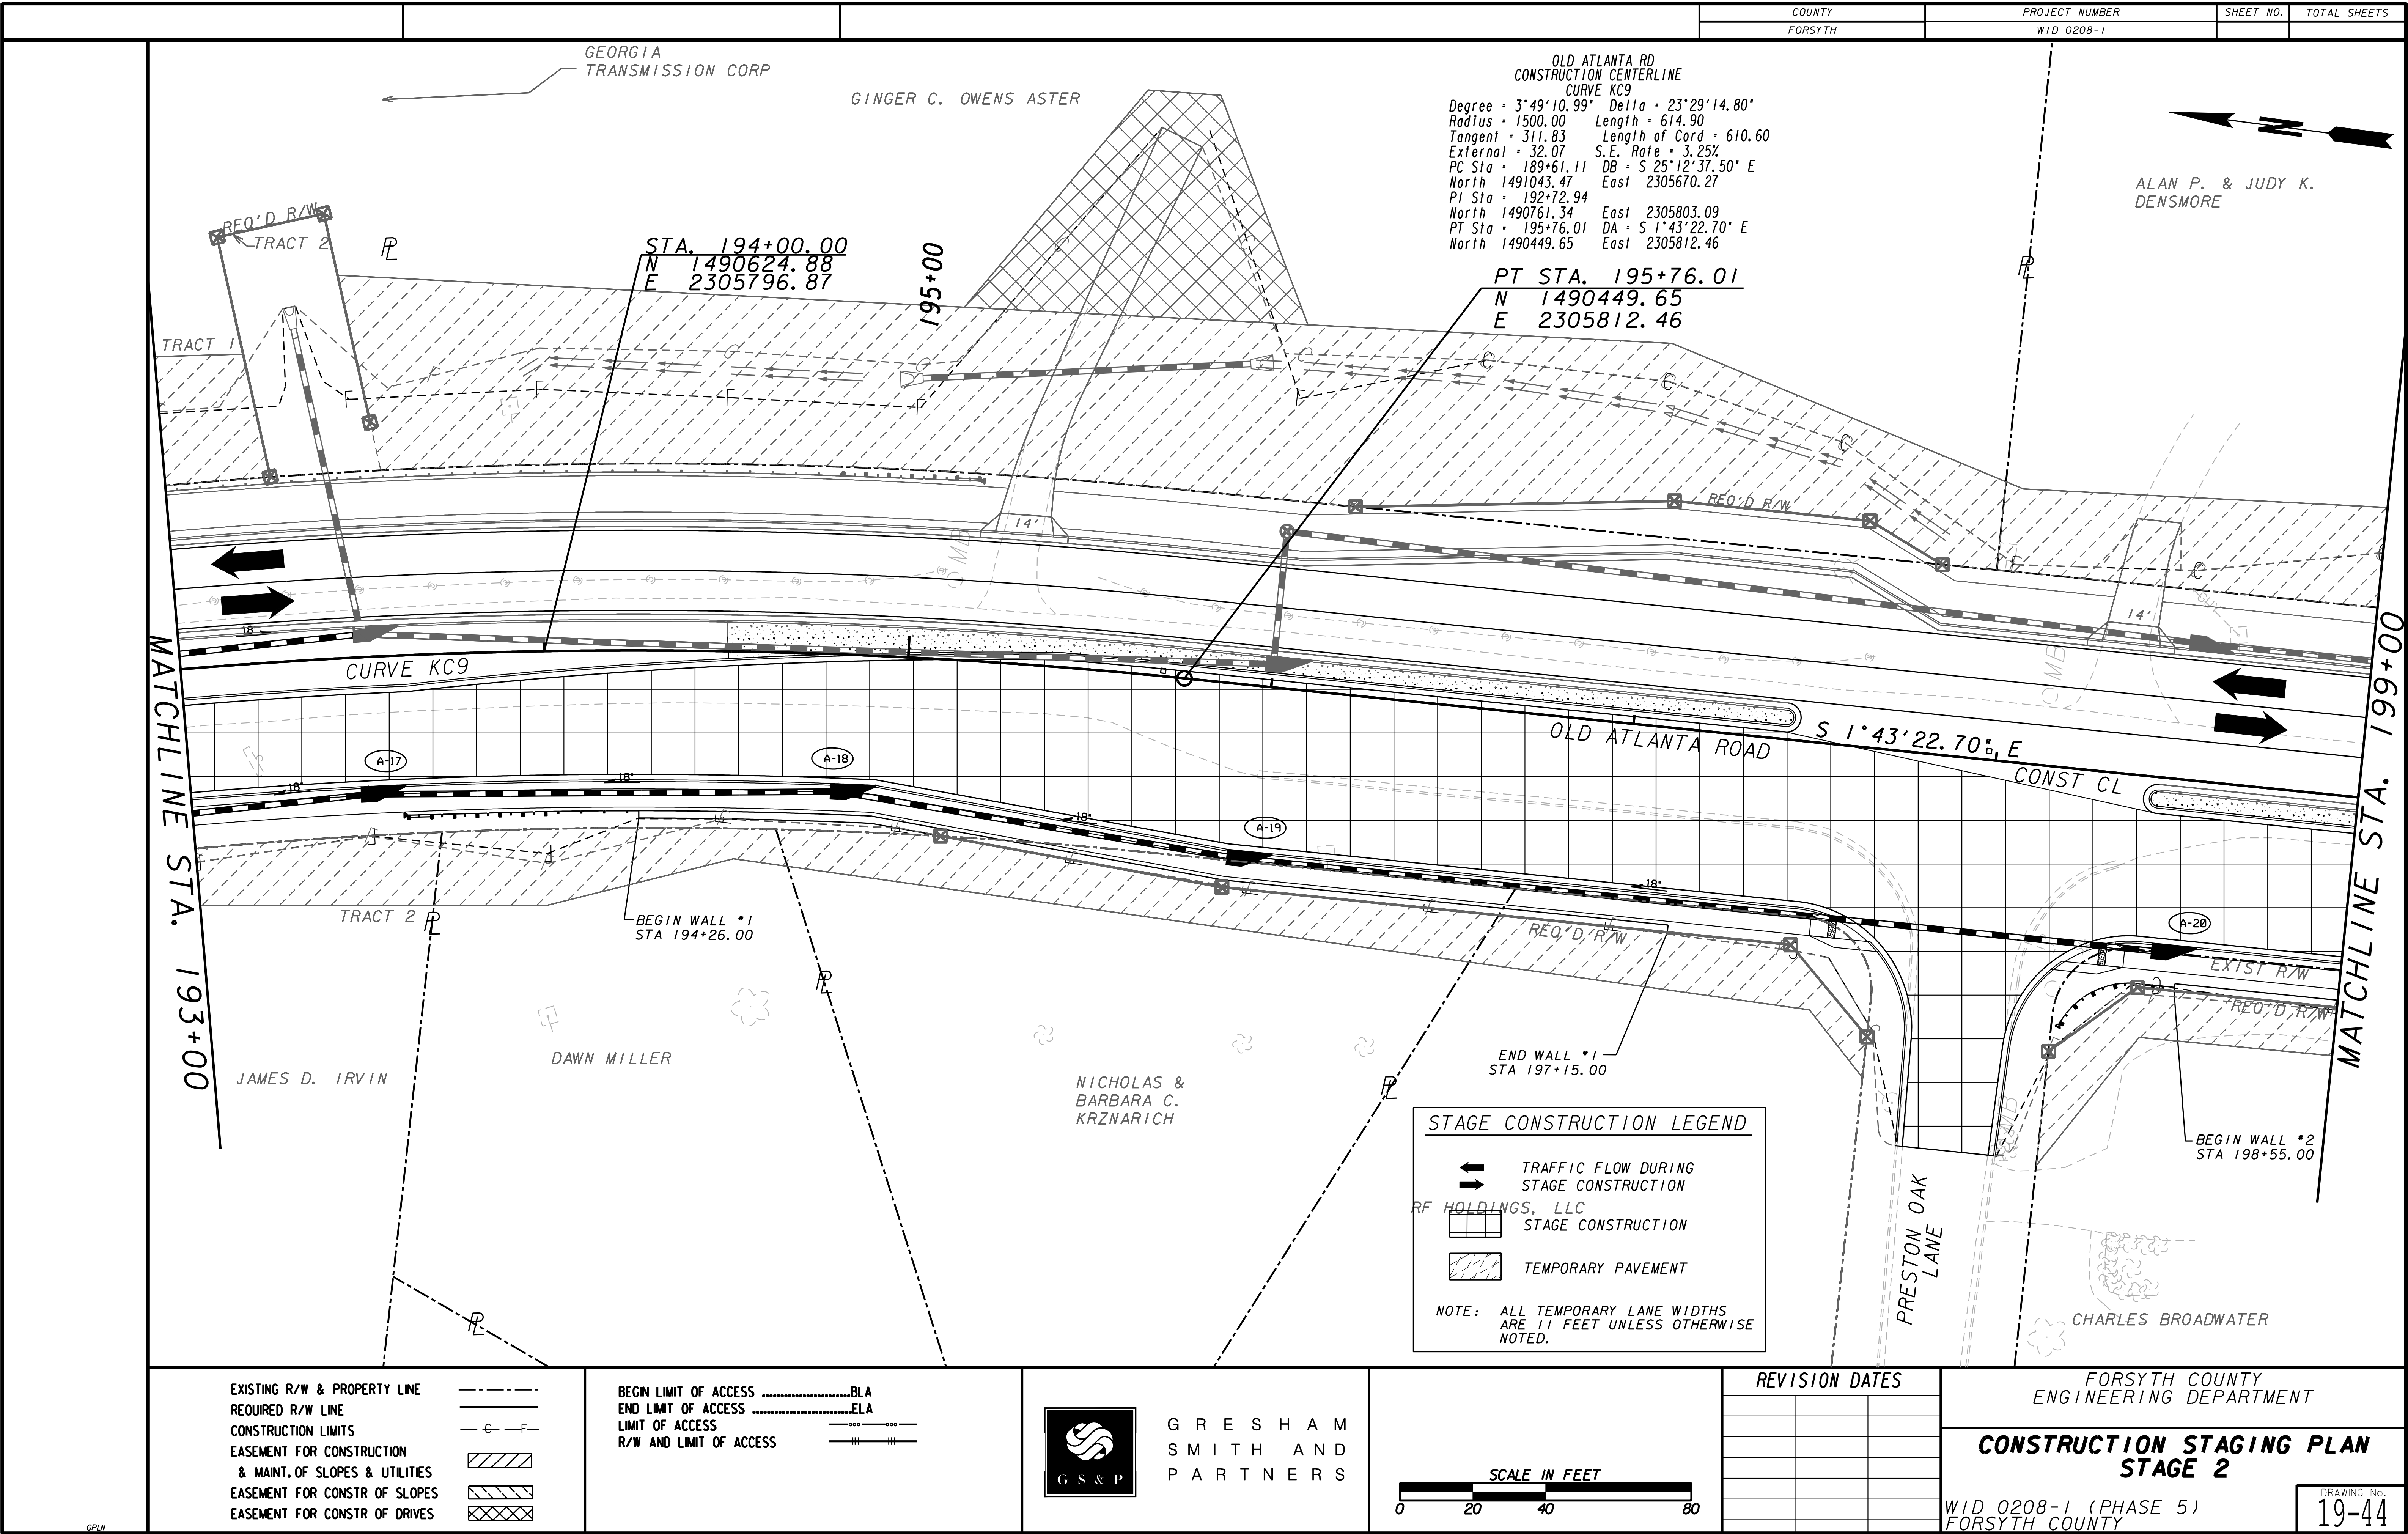 COUNTY
PROJECT NUMBER
SHEET NO.
TOTAL SHEETS
FORSYTH
WID 0208-1
GEORGIA
TRANSMISSION CORP
GINGER C. OWENS ASTER
OLD ATLANTA RD
CONSTRUCTION CENTERLINE
CURVE KC9
Degree = 3°49'10.99" Delta = 23°29'14.80"
Radius = 1500.00 Length = 614.90
Tangent = 311.83 Length of Cord = 610.60
External = 32.07 S.E. Rate = 3.25%
PC Sta = 189+61.11 DB = S 25°12'37.50" E
North 1491043.47 East 2305670.27
PI Sta = 192+72.94
North 1490761.34 East 2305803.09
PT Sta = 195+76.01 DA = S 1°43'22.70" E
North 1490449.65 East 2305812.46
N
ALAN P. & JUDY K.
DENSMORE
REQ'D R/W
TRACT 2
PL
STA. 194+00.00
N 1490624.88
E 2305796.87
195+00
PT STA. 195+76.01
N 1490449.65
E 2305812.46
PL
TRACT 1
C
C
C
C
C
C
C
F
F
F
F
F
F
REQ'D R/W
14'
14'
MB
MB
GUY
18"
CURVE KC9
MATCHLINE STA. 193+00
MATCHLINE STA. 199+00
OLD ATLANTA ROAD
S 1°43'22.70" E
CONST CL
A-17
A-18
A-19
A-20
18"
18"
18"
18"
TRACT 2
PL
BEGIN WALL #1
STA 194+26.00
REQ'D R/W
EXIST R/W
REQ'D R/W
PL
DAWN MILLER
JAMES D. IRVIN
NICHOLAS &
BARBARA C.
KRZNARICH
END WALL #1
STA 197+15.00
PL
MB
BEGIN WALL #2
STA 198+55.00
STAGE CONSTRUCTION LEGEND
TRAFFIC FLOW DURING
STAGE CONSTRUCTION
RF HOLDINGS, LLC
STAGE CONSTRUCTION
TEMPORARY PAVEMENT
NOTE: ALL TEMPORARY LANE WIDTHS
ARE 11 FEET UNLESS OTHERWISE
NOTED.
PRESTON OAK
LANE
CHARLES BROADWATER
PL
EXISTING R/W & PROPERTY LINE
REQUIRED R/W LINE
CONSTRUCTION LIMITS C F
EASEMENT FOR CONSTRUCTION
& MAINT. OF SLOPES & UTILITIES
EASEMENT FOR CONSTR OF SLOPES
EASEMENT FOR CONSTR OF DRIVES
BEGIN LIMIT OF ACCESS ........................BLA
END LIMIT OF ACCESS ..........................ELA
LIMIT OF ACCESS
R/W AND LIMIT OF ACCESS
GS&P
GRESHAM
SMITH AND
PARTNERS
SCALE IN FEET
0 20 40 80
REVISION DATES
FORSYTH COUNTY
ENGINEERING DEPARTMENT
CONSTRUCTION STAGING PLAN
STAGE 2
WID 0208-1 (PHASE 5)
FORSYTH COUNTY
DRAWING No.
19-44
GPLN